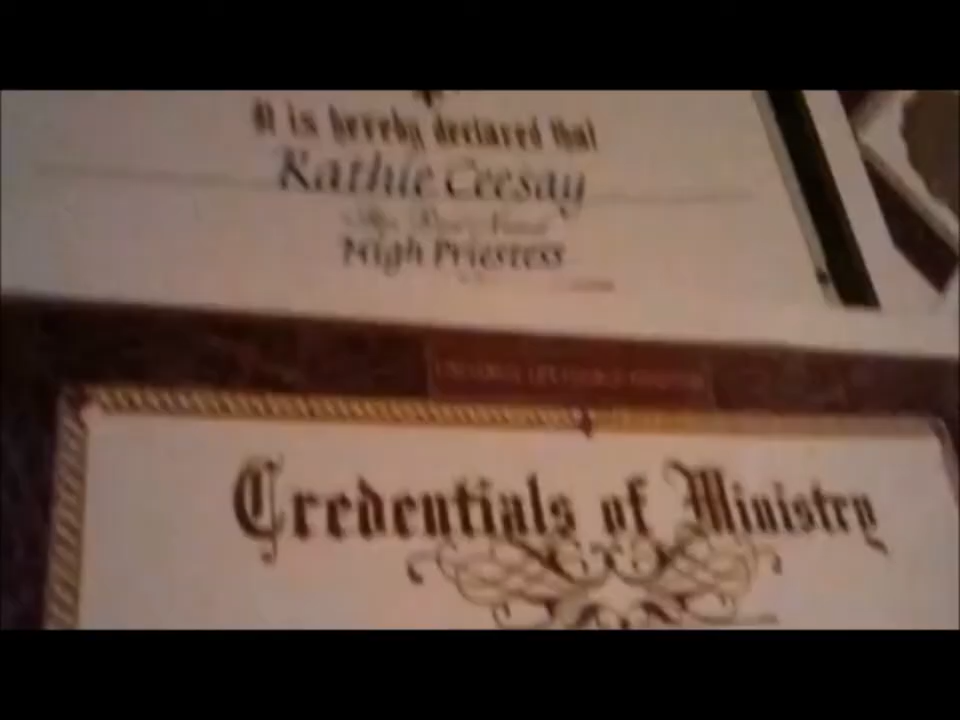 It is hereby declared that
Kathie Ceesay
High Priestess
Credentials of Ministry